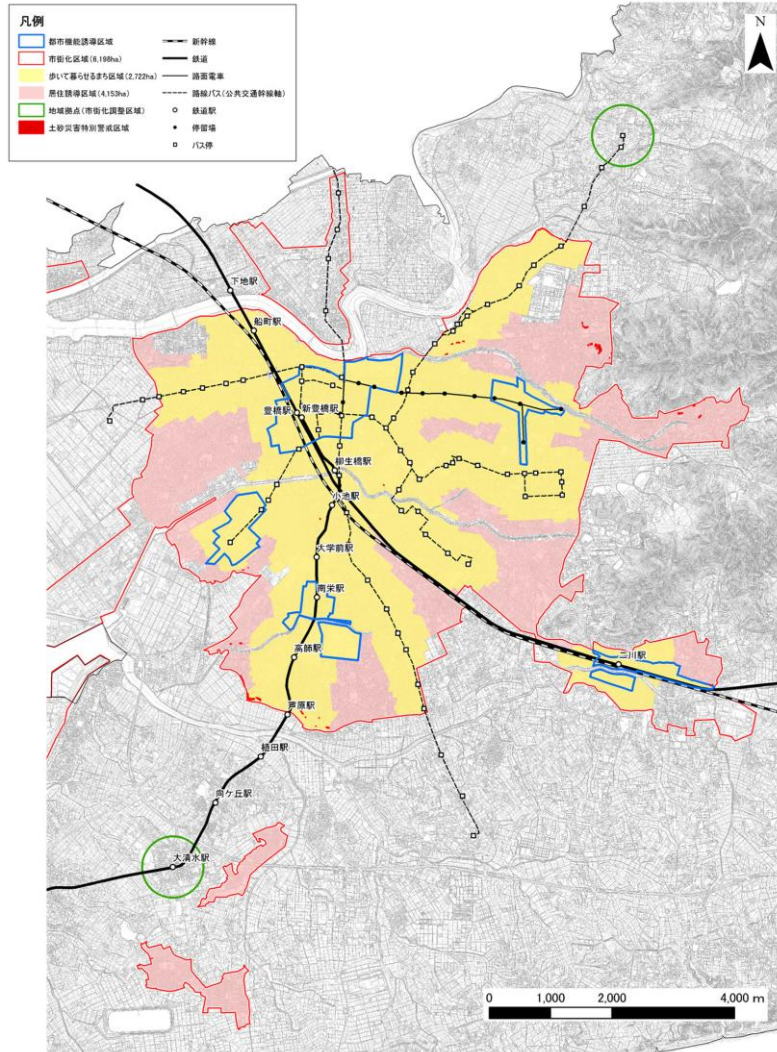 凡例
都市機能誘導区域
市街化区域(6,198ha)
歩いて暮らせるまち区域(2,722ha)
居住誘導区域(4,153ha)
地域拠点(市街化調整区域)
土砂災害特別警戒区域
新幹線
鉄道
路面電車
路線バス(公共交通幹線軸)
鉄道駅
停留場
バス停
N
下地駅
船町駅
豊橋駅
新豊橋駅
柳生橋駅
小池駅
大学前駅
南栄駅
高師駅
芦原駅
植田駅
向ケ丘駅
大清水駅
二川駅
0 1,000 2,000 4,000 m